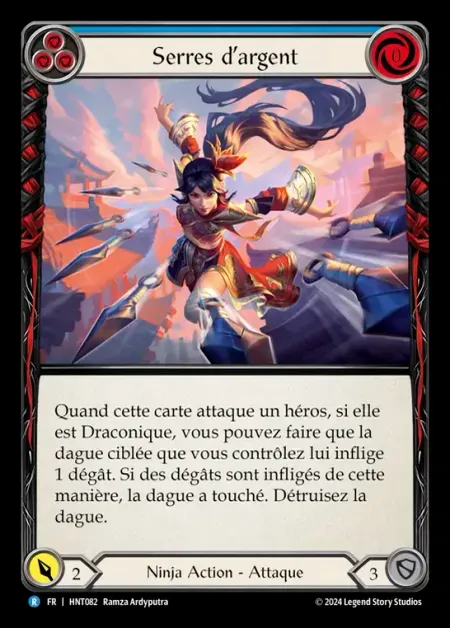 Serres d'argent
0
Quand cette carte attaque un héros, si elle
est Draconique, vous pouvez faire que la
dague ciblée que vous contrôlez lui inflige
1 dégât. Si des dégâts sont infligés de cette
manière, la dague a touché. Détruisez la
dague.
2
Ninja Action - Attaque
3
R FR | HNT082 Ramza Ardyputra
© 2024 Legend Story Studios